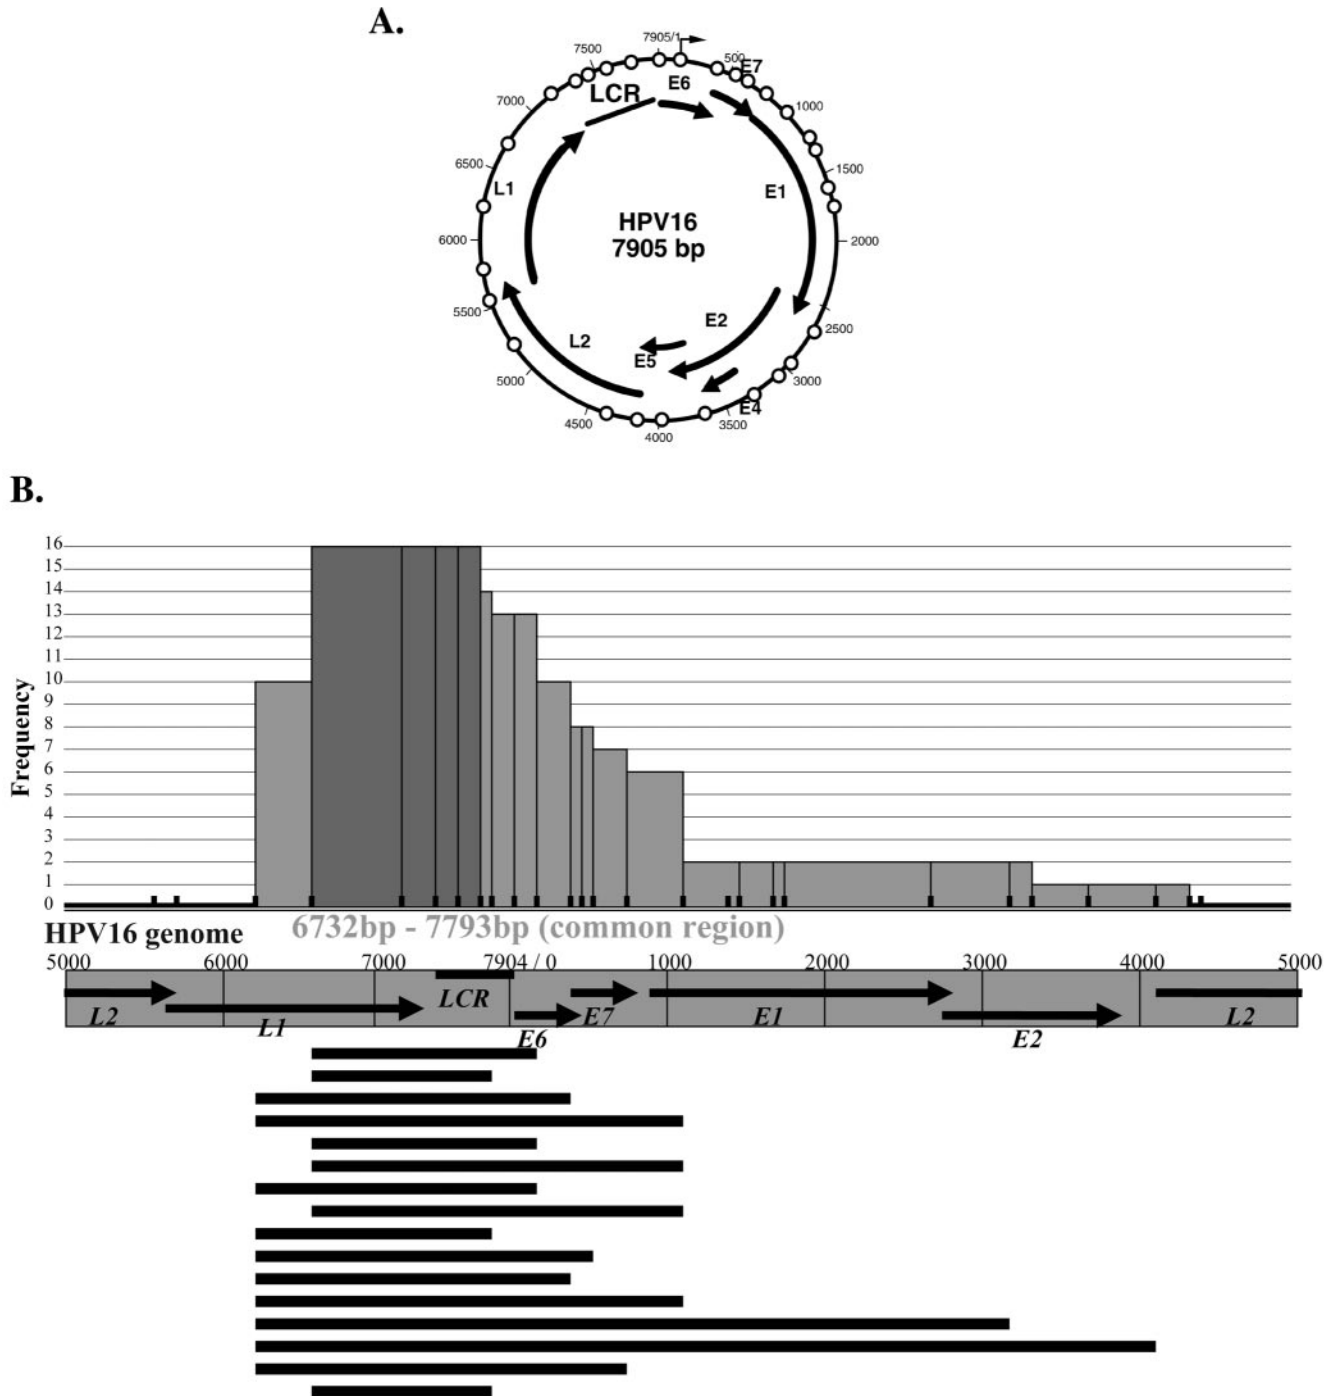 A.
7905/1
500
E7
7500
E6
LCR
7000
1000
6500
1500
L1
E1
HPV16
7905 bp
6000
2000
E2
5500
2500
L2
E5
5000
3000
E4
4500
3500
4000
B.
Frequency
16
15
14
13
12
11
10
9
8
7
6
5
4
3
2
1
0
HPV16 genome
6732bp - 7793bp (common region)
5000 6000 7000 7904 / 0 1000 2000 3000 4000 5000
L2 L1 LCR E6 E7 E1 E2 L2